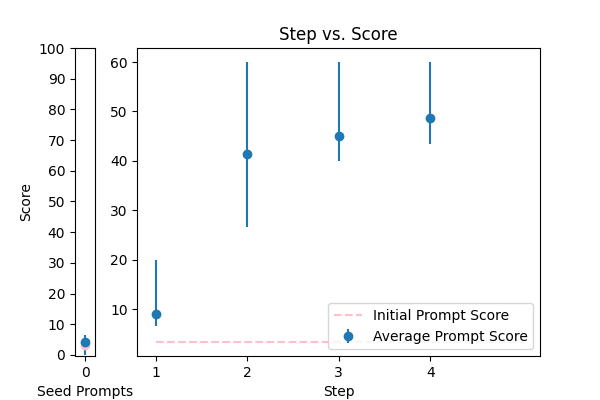 Step vs. Score
100
90
80
70
60
50
40
30
20
10
0
Score
0
Seed Prompts
60
50
40
30
20
10
1 2 3 4
Step
Initial Prompt Score
Average Prompt Score